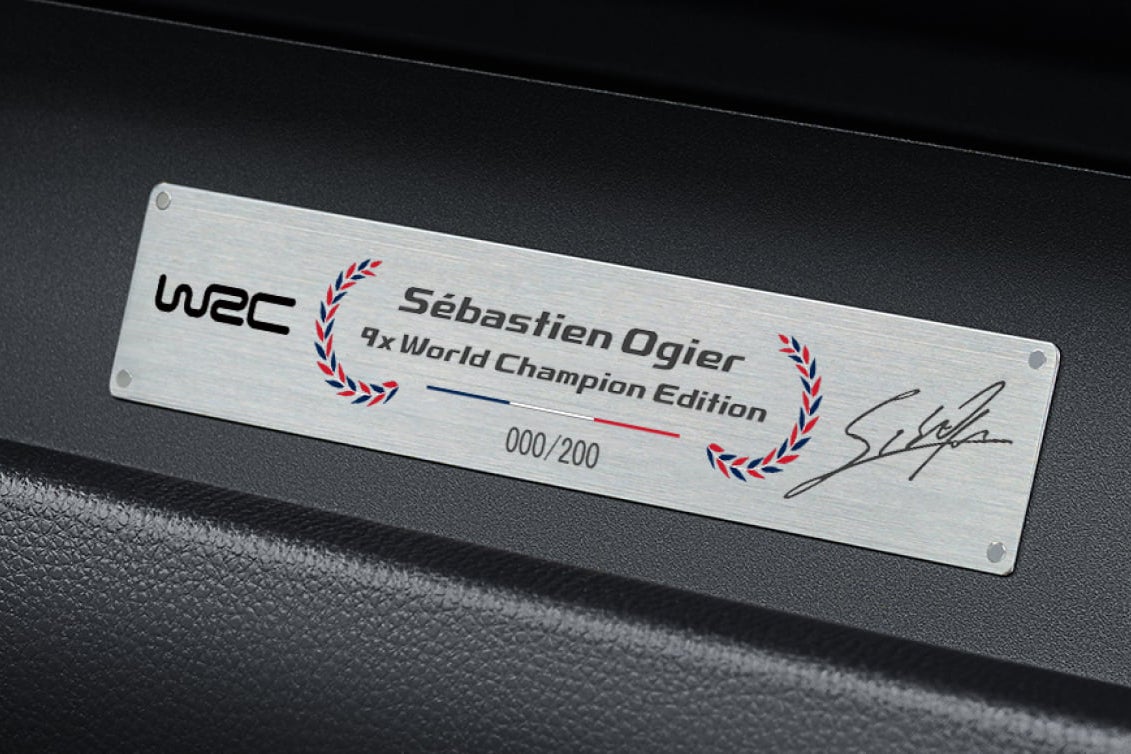 WRC
Sébastien Ogier
9x World Champion Edition
000/200